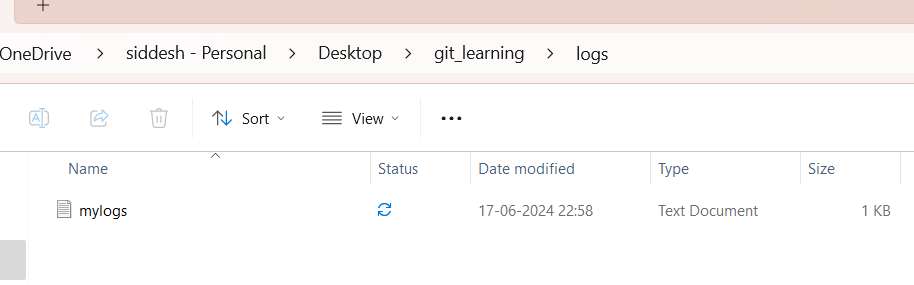 OneDrive > siddesh - Personal > Desktop > git_learning > logs
Sort View
Name Status Date modified Type Size
mylogs 17-06-2024 22:58 Text Document 1 KB